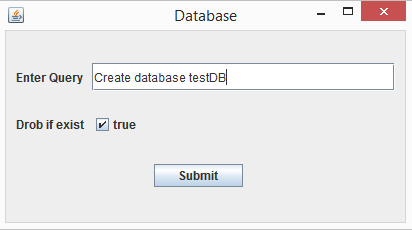 Database
Enter Query Create database testDB
Drob if exist true
Submit